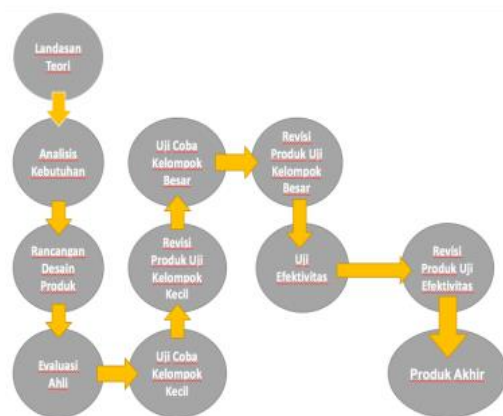 Landasan
Teori
Analisis
Kebutuhan
Rancangan
Desain
Produk
Evaluasi
Ahli
Uji Coba
Kelompok
Kecil
Revisi
Produk Uji
Kelompok
Kecil
Uji Coba
Kelompok
Besar
Revisi
Produk Uji
Kelompok
Besar
Uji
Efektivitas
Revisi
Produk Uji
Efektivitas
Produk Akhir